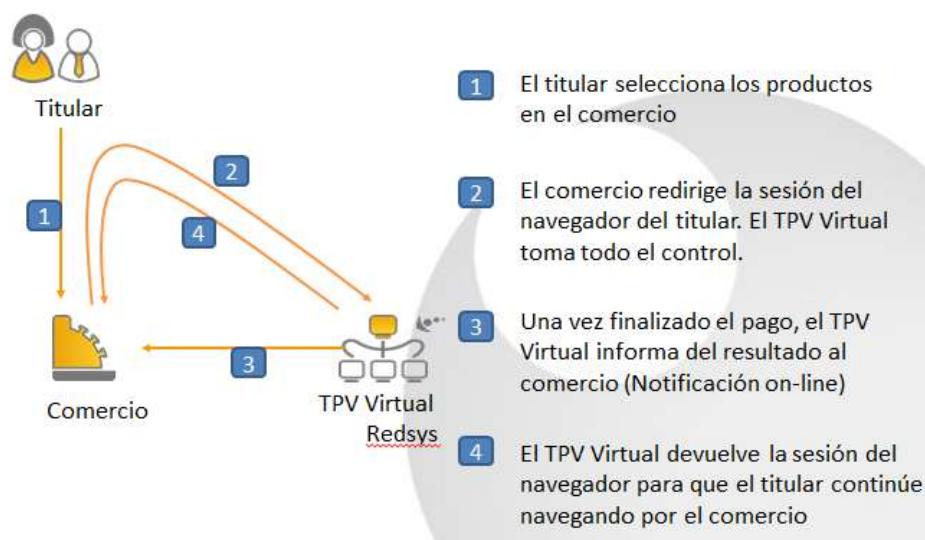 Titular
1
2
4
3
Comercio
TPV Virtual
Redsys
1
El titular selecciona los productos
en el comercio
2
El comercio redirige la sesión del
navegador del titular. El TPV Virtual
toma todo el control.
3
Una vez finalizado el pago, el TPV
Virtual informa del resultado al
comercio (Notificación on-line)
4
El TPV Virtual devuelve la sesión del
navegador para que el titular continúe
navegando por el comercio